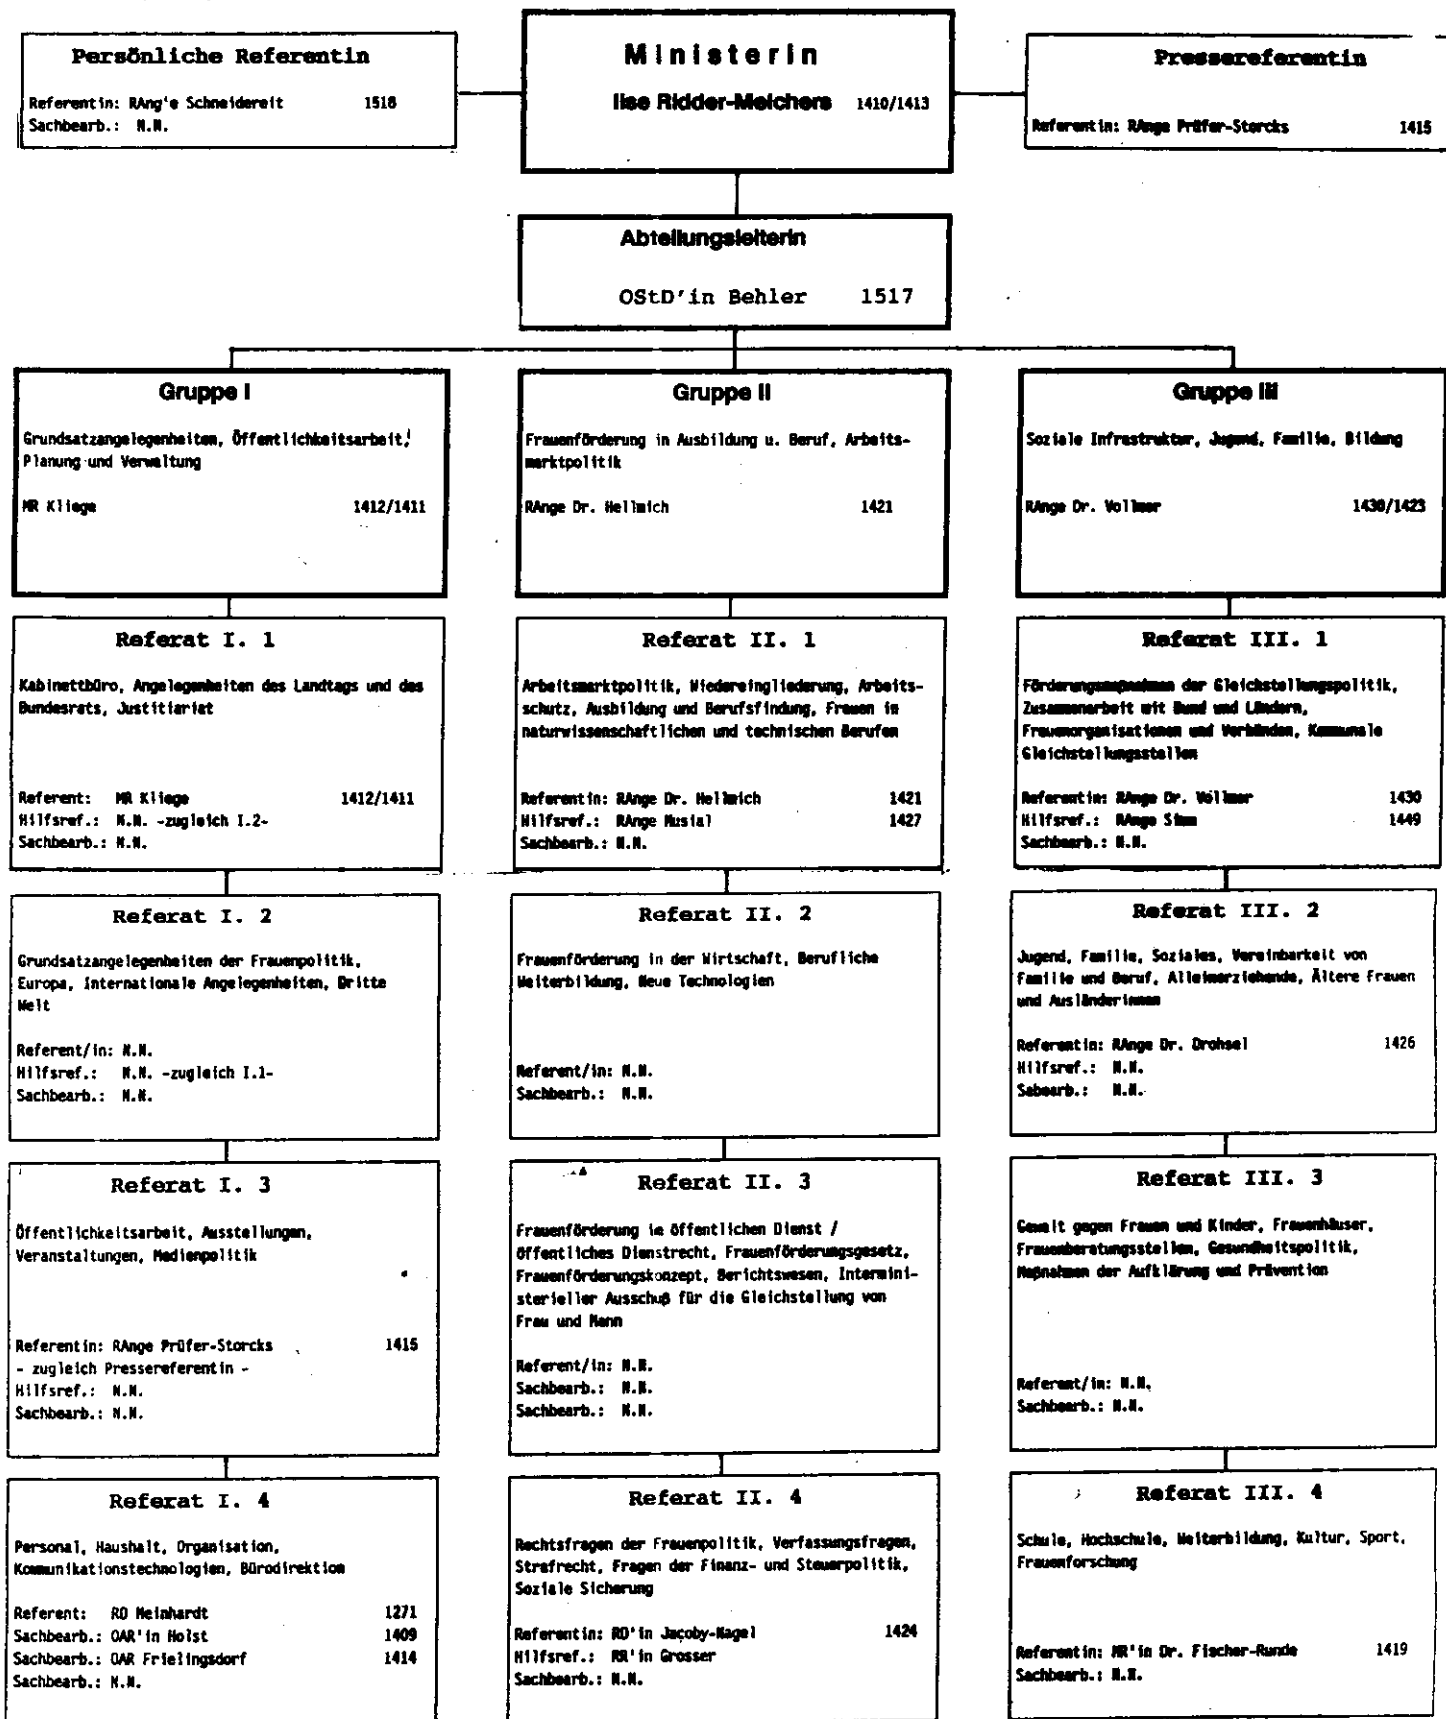 Persönliche Referentin
Referentin: RAng'e Schneidereit 1518
Sachbearb.: N.N.
Ministerin
Ilse Ridder-Melchers 1410/1413
Pressereferentin
Referentin: RAnge Prüfer-Storcks 1415
Abteilungsleiterin
OStD'in Behler 1517
Gruppe I
Grundsatzangelegenheiten, Öffentlichkeitsarbeit,
Planung und Verwaltung
MR Kliege 1412/1411
Gruppe II
Frauenförderung in Ausbildung u. Beruf, Arbeits-
marktpolitik
RAnge Dr. Hellmich 1421
Gruppe III
Soziale Infrastruktur, Jugend, Familie, Bildung
RAnge Dr. Vollmer 1430/1423
Referat I. 1
Kabinettbüro, Angelegenheiten des Landtags und des
Bundesrats, Justitiariat
Referent: MR Kliege 1412/1411
Hilfsref.: N.N. -zugleich I.2-
Sachbearb.: N.N.
Referat II. 1
Arbeitsmarktpolitik, Wiedereingliederung, Arbeits-
schutz, Ausbildung und Berufsfindung, Frauen in
naturwissenschaftlichen und technischen Berufen
Referentin: RAnge Dr. Hellmich 1421
Hilfsref.: RAnge Musial 1427
Sachbearb.: N.N.
Referat III. 1
Förderungsmaßnahmen der Gleichstellungspolitik,
Zusammenarbeit mit Bund und Ländern,
Frauenorganisationen und Verbänden, Kommunale
Gleichstellungsstellen
Referentin: RAnge Dr. Vollmer 1430
Hilfsref.: RAnge 1449
Sachbearb.: N.N.
Referat I. 2
Grundsatzangelegenheiten der Frauenpolitik,
Europa, Internationale Angelegenheiten, Dritte
Welt
Referent/in: N.N.
Hilfsref.: N.N. -zugleich I.1-
Sachbearb.: N.N.
Referat II. 2
Frauenförderung in der Wirtschaft, Berufliche
Weiterbildung, Neue Technologien
Referent/in: N.N.
Sachbearb.: N.N.
Referat III. 2
Jugend, Familie, Soziales, Vereinbarkeit von
Familie und Beruf, Alleinerziehende, Ältere Frauen
und Ausländerinnen
Referentin: RAnge Dr. Drohsel 1426
Hilfsref.: N.N.
Sabearb.: N.N.
Referat I. 3
Öffentlichkeitsarbeit, Ausstellungen,
Veranstaltungen, Medienpolitik
Referentin: RAnge Prüfer-Storcks 1415
- zugleich Pressereferentin -
Hilfsref.: N.N.
Sachbearb.: N.N.
Referat II. 3
Frauenförderung im öffentlichen Dienst /
öffentliches Dienstrecht, Frauenförderungsgesetz,
Frauenförderungskonzept, Berichtswesen, Intermini-
sterieller Ausschuß für die Gleichstellung von
Frau und Mann
Referent/in: N.N.
Sachbearb.: N.N.
Sachbearb.: N.N.
Referat III. 3
Gewalt gegen Frauen und Kinder, Frauenhäuser,
Frauenberatungsstellen, Gesundheitspolitik,
Maßnahmen der Aufklärung und Prävention
Referent/in: N.N.
Sachbearb.: N.N.
Referat I. 4
Personal, Haushalt, Organisation,
Kommunikationstechnologien, Bürodirektion
Referent: RD Meinhardt 1271
Sachbearb.: OAR'in Holst 1409
Sachbearb.: OAR Frielingsdorf 1414
Sachbearb.: N.N.
Referat II. 4
Rechtsfragen der Frauenpolitik, Verfassungsfragen,
Strafrecht, Fragen der Finanz- und Steuerpolitik,
Soziale Sicherung
Referentin: RD'in Jacoby-Nagel 1424
Hilfsref.: RR'in Grosser
Sachbearb.: N.N.
Referat III. 4
Schule, Hochschule, Weiterbildung, Kultur, Sport,
Frauenforschung
Referentin: MR'in Dr. Fischer-Runde 1419
Sachbearb.: N.N.